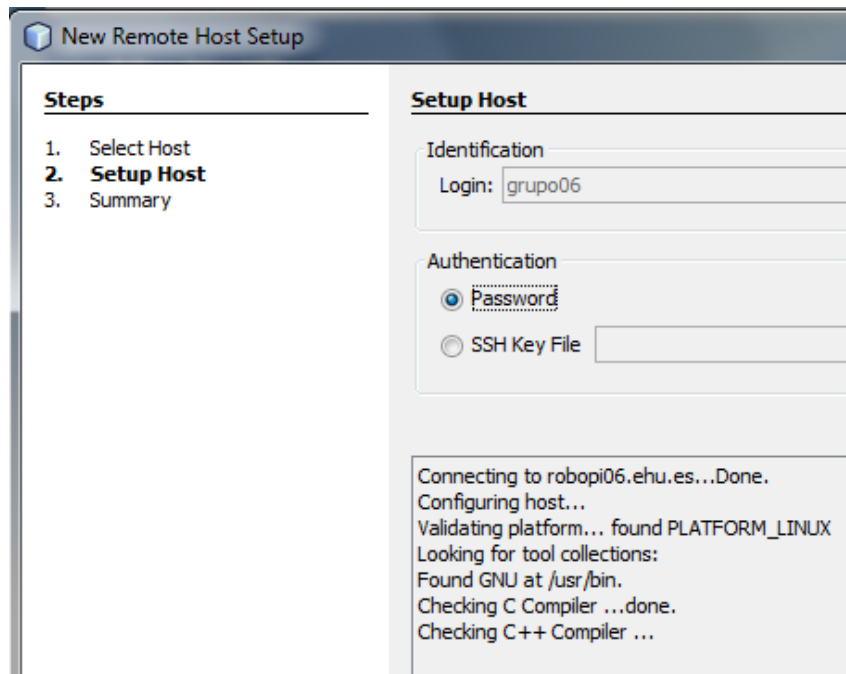 New Remote Host Setup
Steps
1. Select Host
2. Setup Host
3. Summary
Setup Host
Identification
Login: grupo06
Authentication
Password
SSH Key File
Connecting to robopi06.ehu.es...Done.
Configuring host...
Validating platform... found PLATFORM_LINUX
Looking for tool collections:
Found GNU at /usr/bin.
Checking C Compiler ...done.
Checking C++ Compiler ...